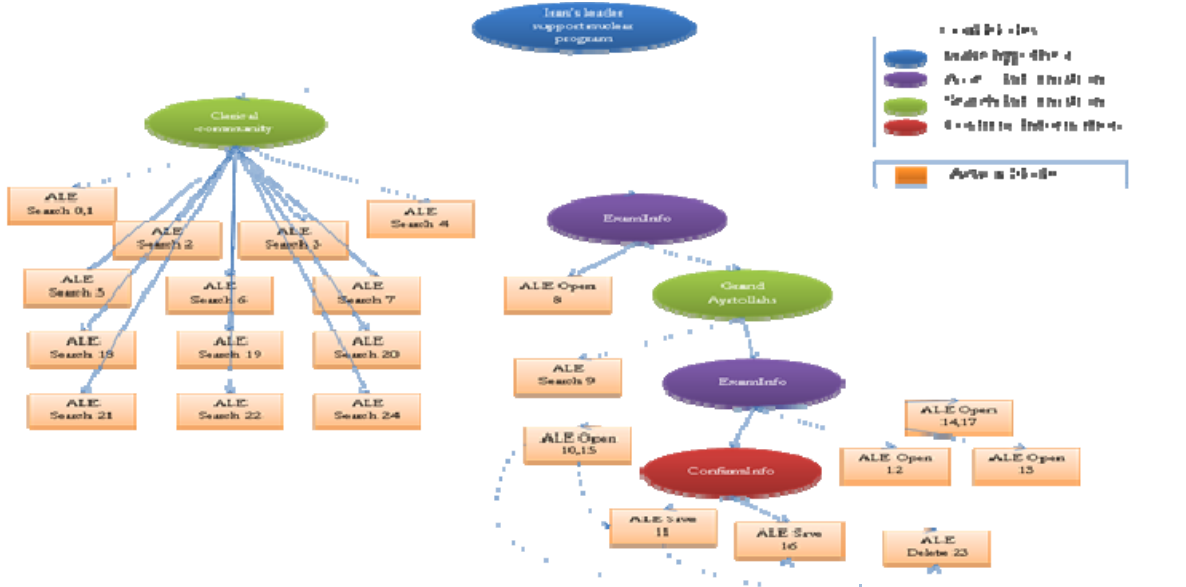 Iran's leader
support nuclear
program
Clerical
community
ALE
Search 0,1
ALE
Search 2
ALE
Search 3
ALE
Search 4
ALE
Search 5
ALE
Search 6
ALE
Search 7
ALE
Search 18
ALE
Search 19
ALE
Search 20
ALE
Search 21
ALE
Search 22
ALE
Search 24
ExamInfo
ALE Open
8
Grand
Ayatollahs
ALE
Search 9
ExamInfo
ALE Open
10,15
ALE Open
14,17
ALE Open
12
ALE Open
13
ConfirmInfo
ALE Save
11
ALE Save
16
ALE
Delete 23